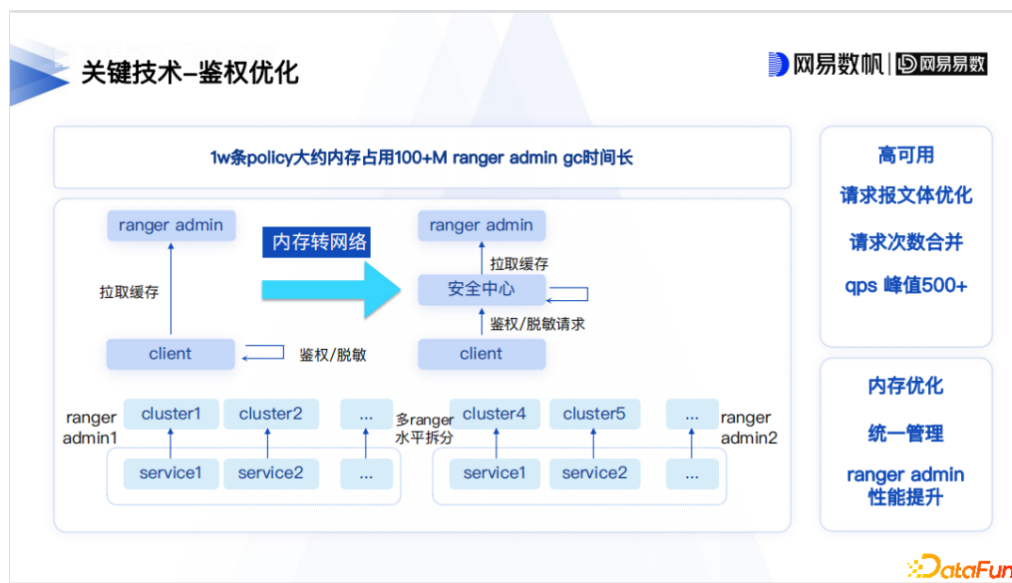 关键技术-鉴权优化
网易数帆
网易易数
1w条policy大约内存占用100+M ranger admin gc时间长
ranger admin
内存转网络
拉取缓存
client
鉴权/脱敏
ranger admin
拉取缓存
安全中心
鉴权/脱敏请求
client
ranger
admin1
cluster1
cluster2
...
service1
service2
...
多ranger
水平拆分
cluster4
cluster5
...
service1
service2
...
ranger
admin2
高可用
请求报文体优化
请求次数合并
qps 峰值500+
内存优化
统一管理
ranger admin
性能提升
DataFun